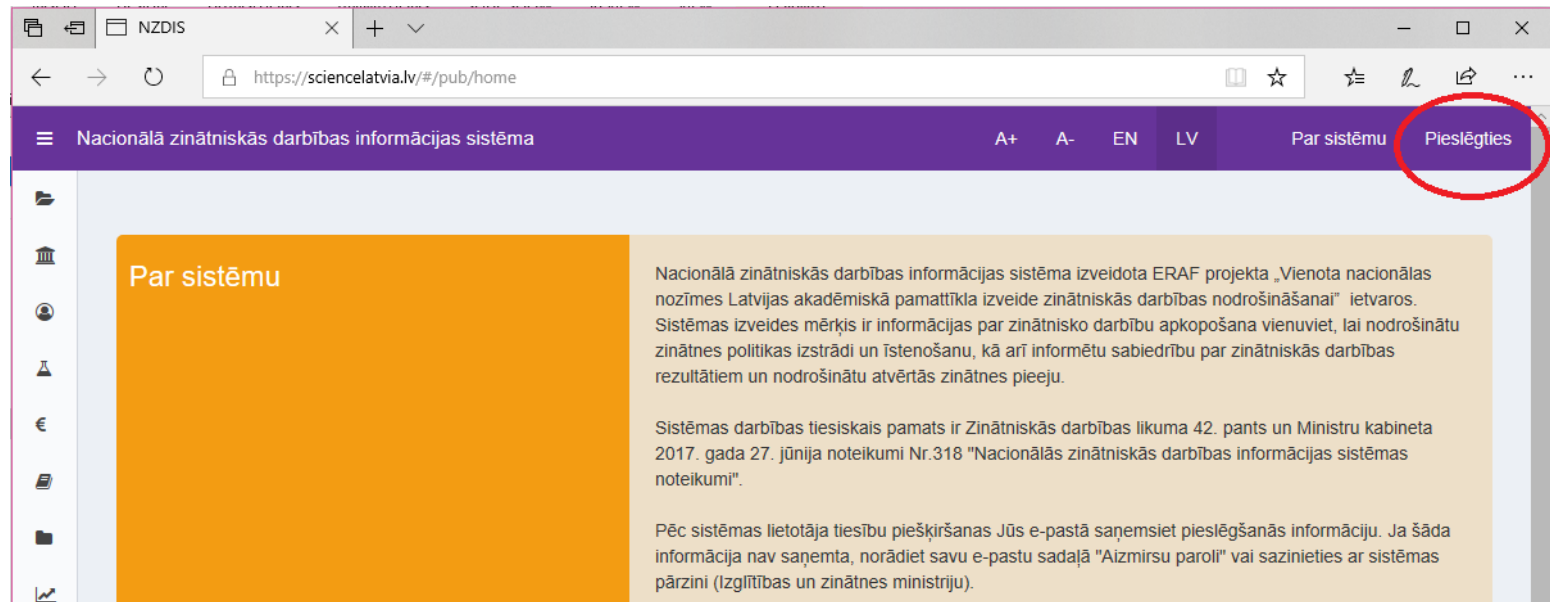 NZDIS
https://sciencelatvia.lv/#/pub/home
Nacionālā zinātniskās darbības informācijas sistēma A+ A- EN LV Par sistēmu Pieslēgties
Par sistēmu
Nacionālā zinātniskās darbības informācijas sistēma izveidota ERAF projekta „Vienota nacionālas
nozīmes Latvijas akadēmiskā pamattīkla izveide zinātniskās darbības nodrošināšanai” ietvaros.
Sistēmas izveides mērķis ir informācijas par zinātnisko darbību apkopošana vienuviet, lai nodrošinātu
zinātnes politikas izstrādi un īstenošanu, kā arī informētu sabiedrību par zinātniskās darbības
rezultātiem un nodrošinātu atvērtās zinātnes pieeju.
Sistēmas darbības tiesiskais pamats ir Zinātniskās darbības likuma 42. pants un Ministru kabineta
2017. gada 27. jūnija noteikumi Nr.318 "Nacionālās zinātniskās darbības informācijas sistēmas
noteikumi".
Pēc sistēmas lietotāja tiesību piešķiršanas Jūs e-pastā saņemsiet pieslēgšanās informāciju. Ja šāda
informācija nav saņemta, norādiet savu e-pastu sadaļā "Aizmirsu paroli" vai sazinieties ar sistēmas
pārzini (Izglītības un zinātnes ministriju).